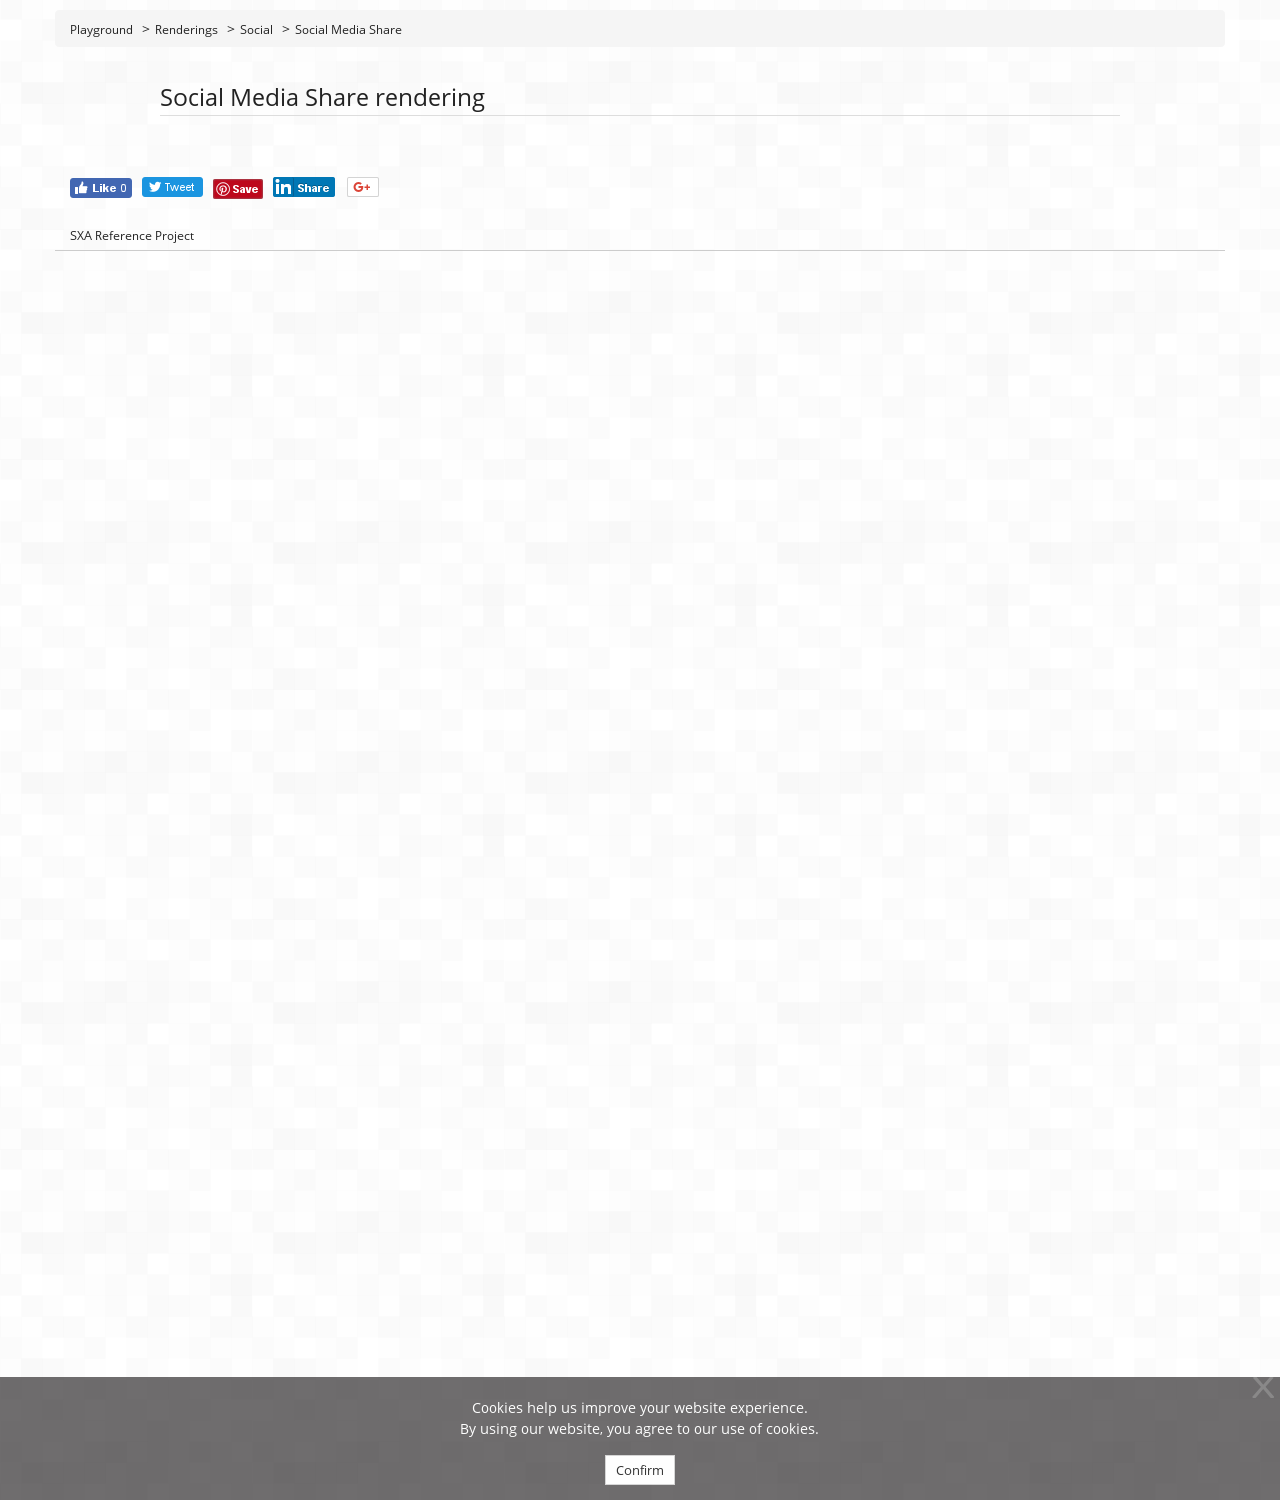 Playground > Renderings > Social > Social Media Share
Social Media Share rendering
Like 0 Tweet Save in Share G+
SXA Reference Project
Cookies help us improve your website experience.
By using our website, you agree to our use of cookies.
Confirm